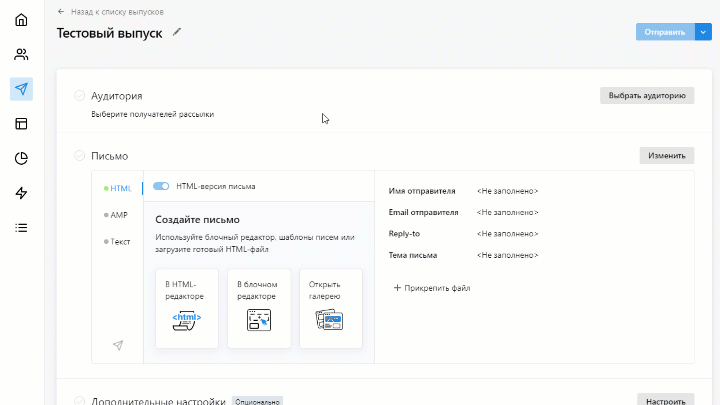 Назад к списку выпусков
Тестовый выпуск
Отправить
Аудитория
Выбрать аудиторию
Выберите получателей рассылки
Письмо
Изменить
HTML
AMP
Текст
HTML-версия письма
Создайте письмо
Используйте блочный редактор, шаблоны писем или
загрузите готовый HTML-файл
В HTML-
редакторе
<html>
В блочном
редакторе
Открыть
галерею
Имя отправителя <Не заполнено>
Email отправителя <Не заполнено>
Reply-to <Не заполнено>
Тема письма <Не заполнено>
Прикрепить файл
Дополнительные настройки Опционально
Настроить